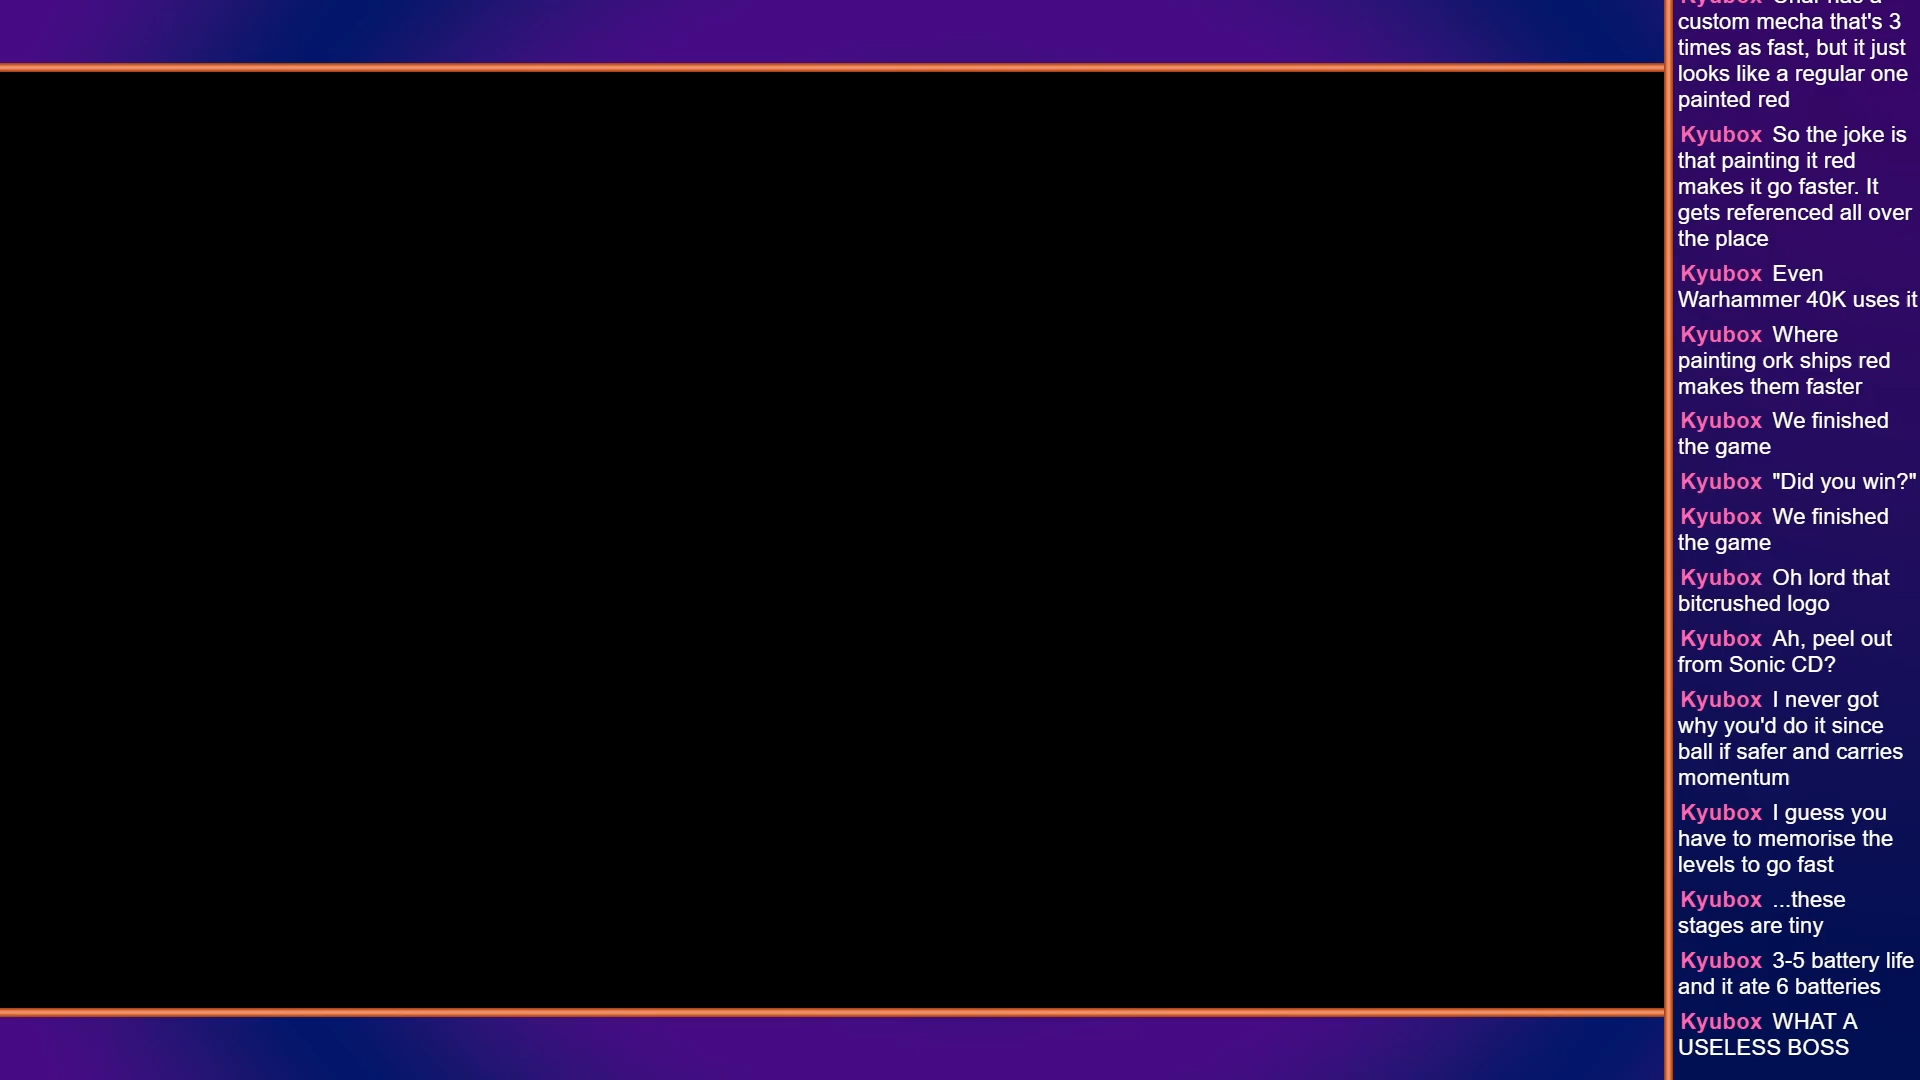 Kyubox Char has a
custom mecha that's 3
times as fast, but it just
looks like a regular one
painted red
Kyubox So the joke is
that painting it red
makes it go faster. It
gets referenced all over
the place
Kyubox Even
Warhammer 40K uses it
Kyubox Where
painting ork ships red
makes them faster
Kyubox We finished
the game
Kyubox "Did you win?"
Kyubox We finished
the game
Kyubox Oh lord that
bitcrushed logo
Kyubox Ah, peel out
from Sonic CD?
Kyubox I never got
why you'd do it since
ball if safer and carries
momentum
Kyubox I guess you
have to memorise the
levels to go fast
Kyubox ...these
stages are tiny
Kyubox 3-5 battery life
and it ate 6 batteries
Kyubox WHAT A
USELESS BOSS